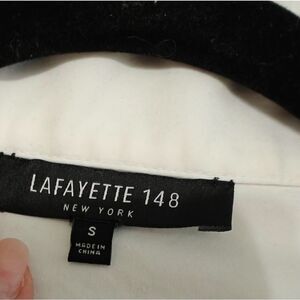 LAFAYETTE 148
NEW YORK
S
MADE IN
CHINA